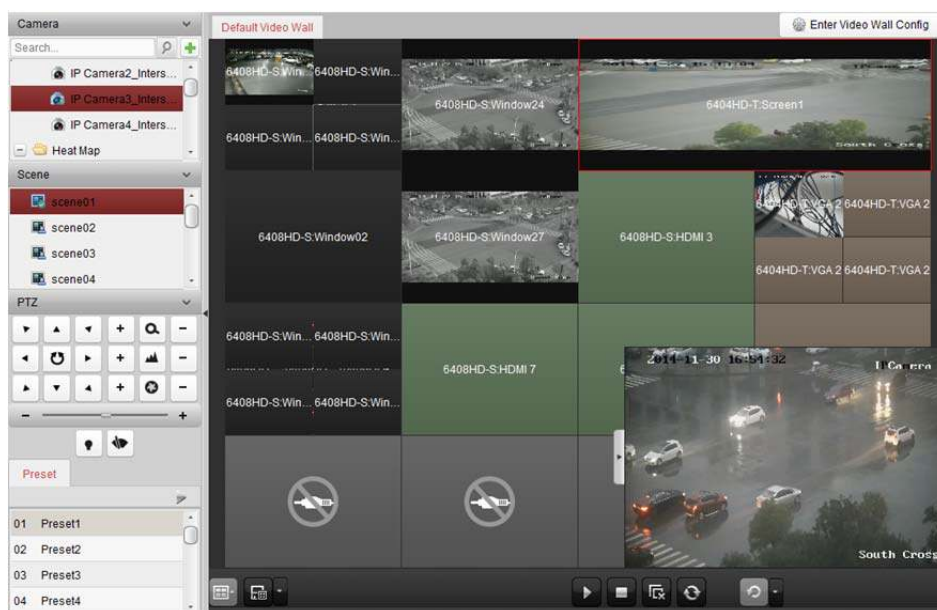 Camera
Default Video Wall
Enter Video Wall Config
Search...
IP Camera2_Inters...
IP Camera3_Inters...
IP Camera4_Inters...
Heat Map
Scene
scene01
scene02
scene03
scene04
PTZ
Preset
01 Preset1
02 Preset2
03 Preset3
04 Preset4
6408HD-S:Win... 6408HD-S:Win...
6408HD-S:Window24
6404HD-T:Screen1
South Cross
6408HD-S:Win... 6408HD-S:Win...
6408HD-S:Window02
6408HD-S:Window27
6408HD-S:HDMI 3
6404HD-T:VGA 2 6404HD-T:VGA 2
6404HD-T:VGA 2 6404HD-T:VGA 2
6408HD-S:Win... 6408HD-S:Win...
6408HD-S:HDMI 7
6408HD-S:Win... 6408HD-S:Win...
2014-11-30 16:54:32
IPCamera
South Cross